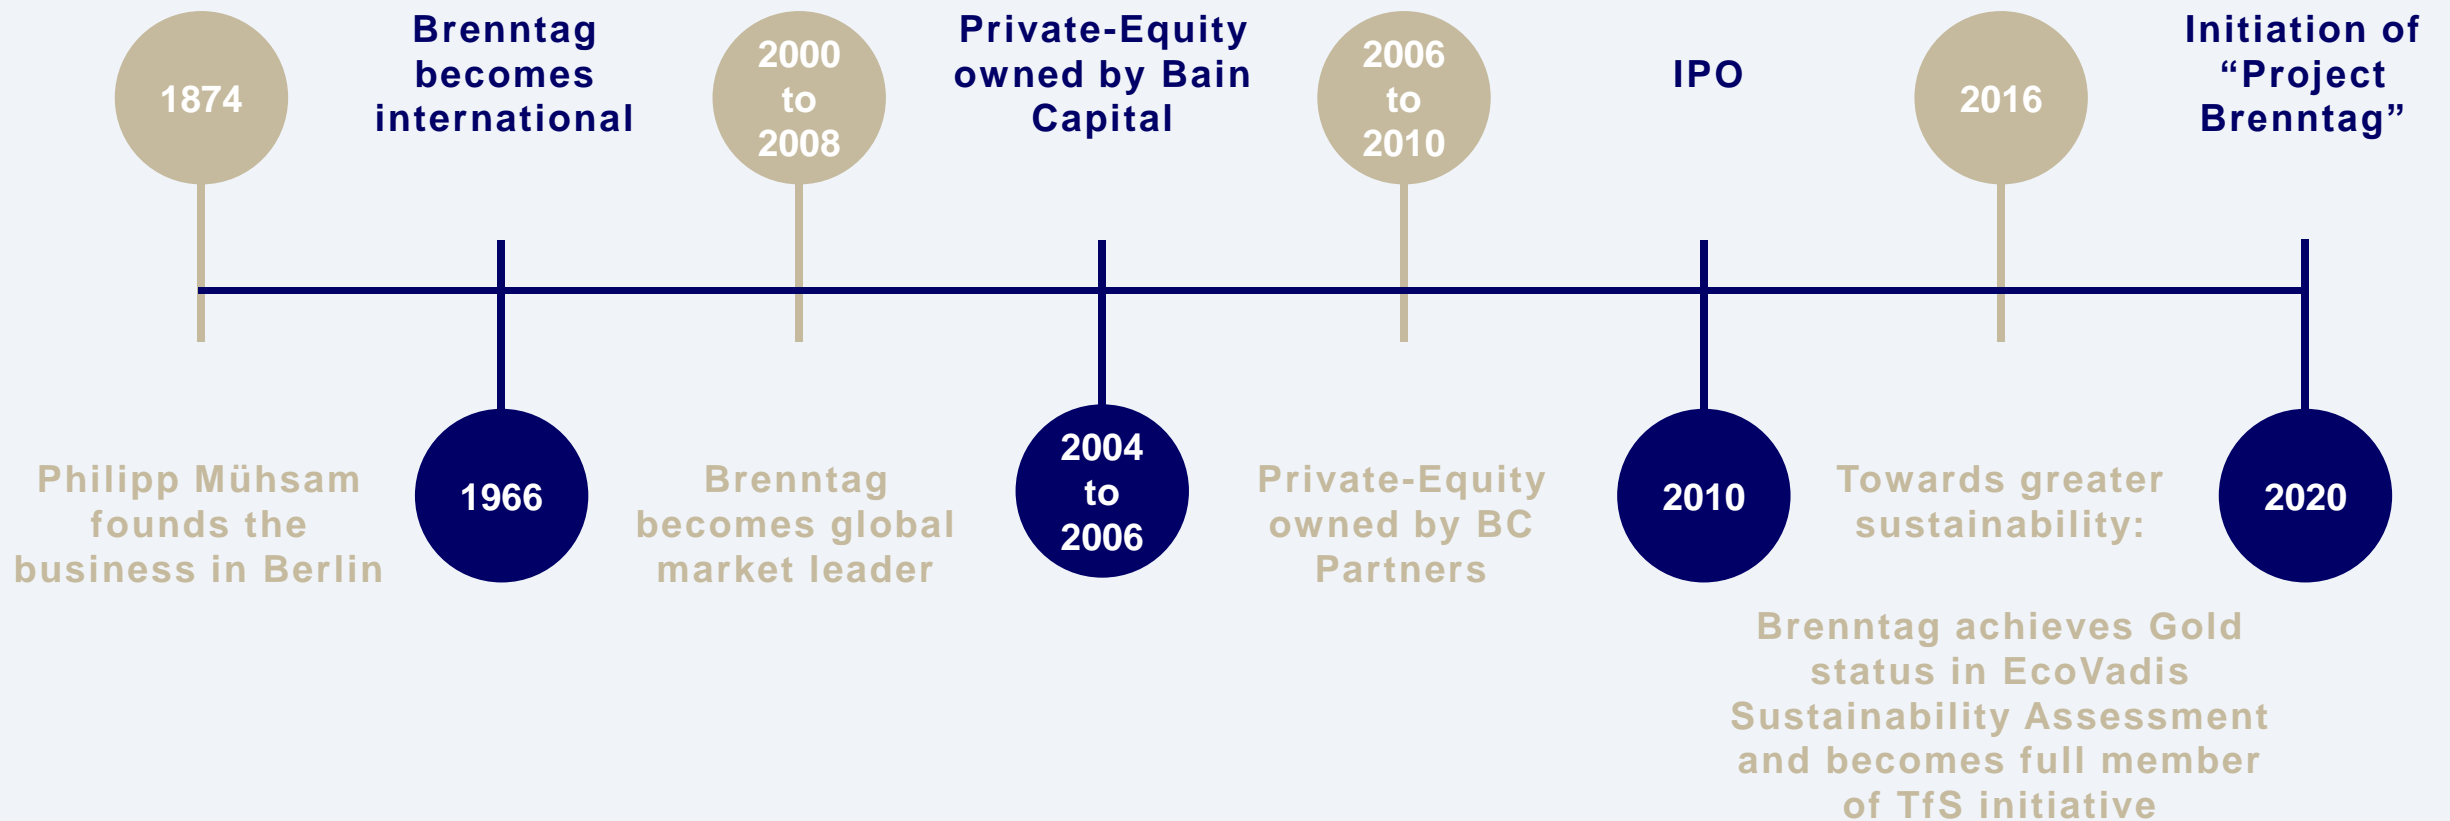 1874
Philipp Mühsam
founds the
business in Berlin
Brenntag
becomes
international
1966
2000
to
2008
Brenntag
becomes global
market leader
Private-Equity
owned by Bain
Capital
2004
to
2006
2006
to
2010
Private-Equity
owned by BC
Partners
IPO
2010
2016
Towards greater
sustainability:
Brenntag achieves Gold
status in EcoVadis
Sustainability Assessment
and becomes full member
of TfS initiative
Initiation of
“Project
Brenntag”
2020